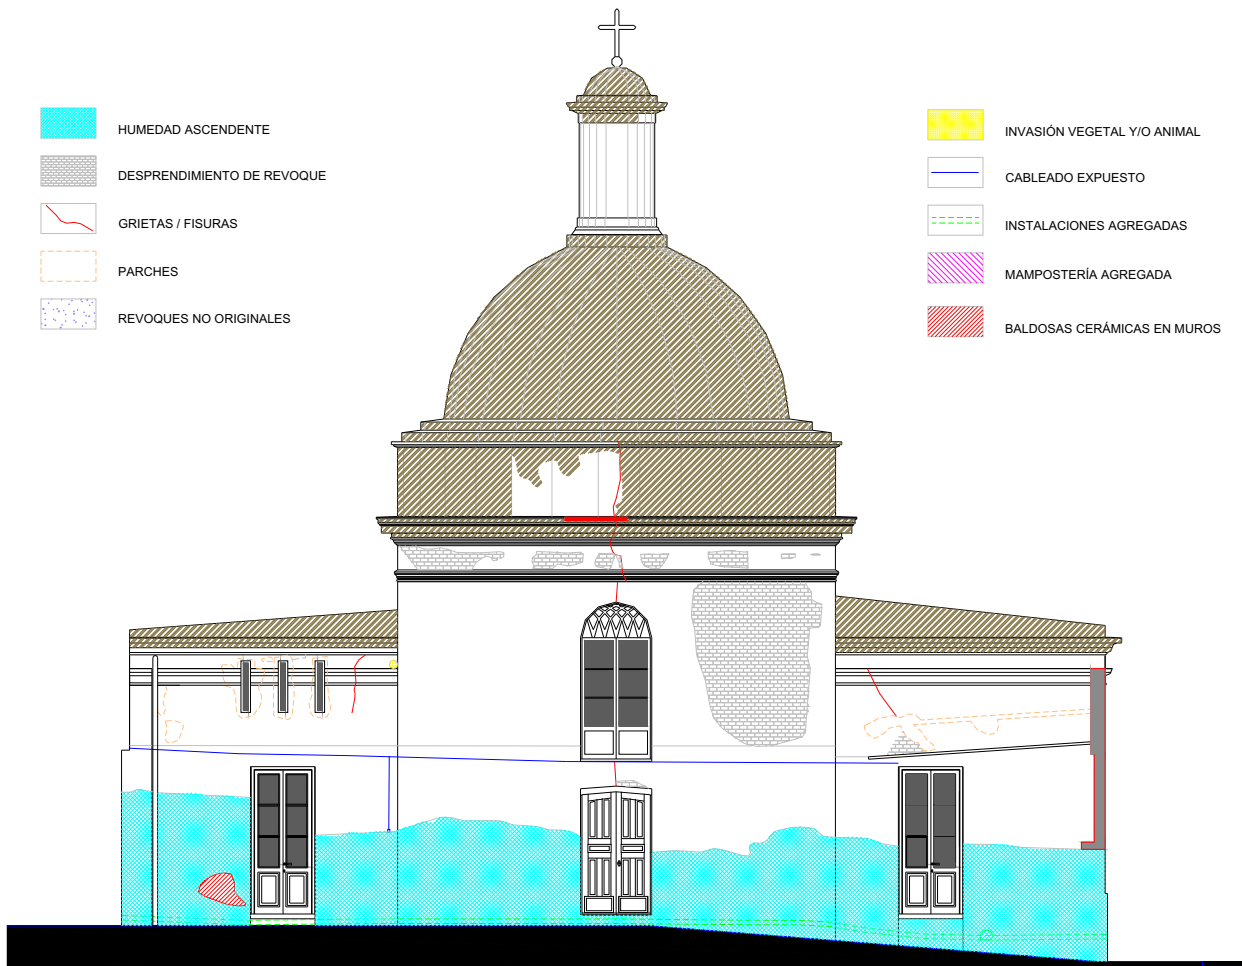 HUMEDAD ASCENDENTE
DESPRENDIMIENTO DE REVOQUE
GRIETAS / FISURAS
PARCHES
REVOQUES NO ORIGINALES
INVASIÓN VEGETAL Y/O ANIMAL
CABLEADO EXPUESTO
INSTALACIONES AGREGADAS
MAMPOSTERÍA AGREGADA
BALDOSAS CERÁMICAS EN MUROS